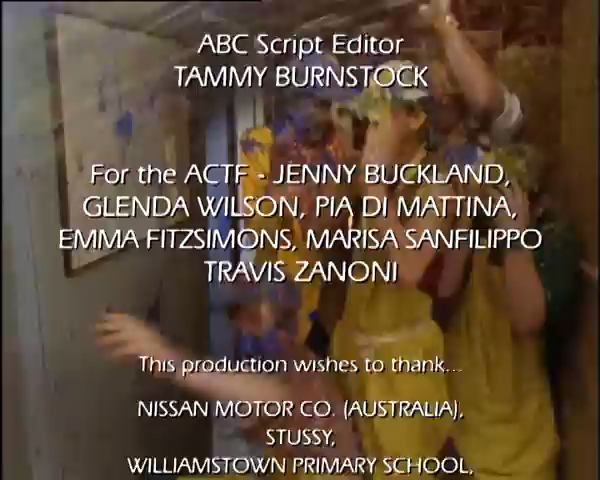 ABC Script Editor
TAMMY BURNSTOCK
For the ACTF - JENNY BUCKLAND,
GLENDA WILSON, PIA DI MATTINA,
EMMA FITZSIMONS, MARISA SANFILIPPO
TRAVIS ZANONI
This production wishes to thank...
NISSAN MOTOR CO. (AUSTRALIA),
STUSSY,
WILLIAMSTOWN PRIMARY SCHOOL,